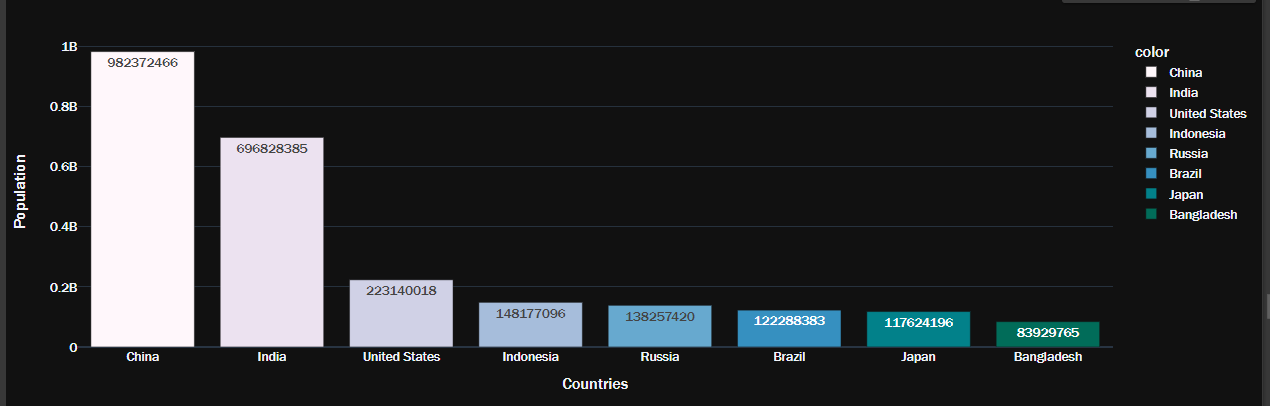 1B
0.8B
0.6B
0.4B
0.2B
0
Population
982372466
696828385
223140018
148177096
138257420
122288383
117624196
83929765
China
India
United States
Indonesia
Russia
Brazil
Japan
Bangladesh
Countries
color
China
India
United States
Indonesia
Russia
Brazil
Japan
Bangladesh